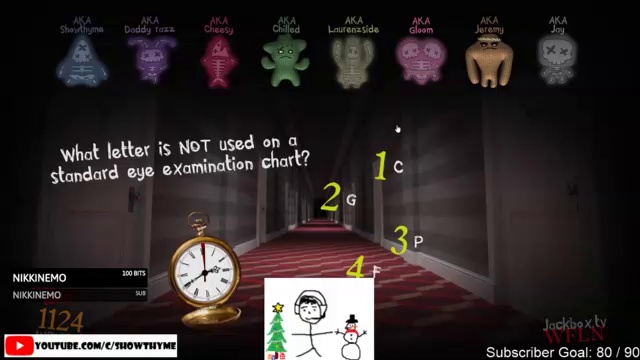 AKA
Showthyme
AKA
Daddy razz
AKA
Cheesy
AKA
Chilled
AKA
Laurenzside
AKA
Gloom
AKA
Jeremy
AKA
Jay
What letter is NOT used on a
standard eye examination chart?
1 C
2 G
3 P
4 F
NIKKINEMO 100 BITS
NIKKINEMO SUB
1124
YOUTUBE.COM/C/SHOWTHYME
Jackbox.tv
Subscriber Goal: 80 / 90